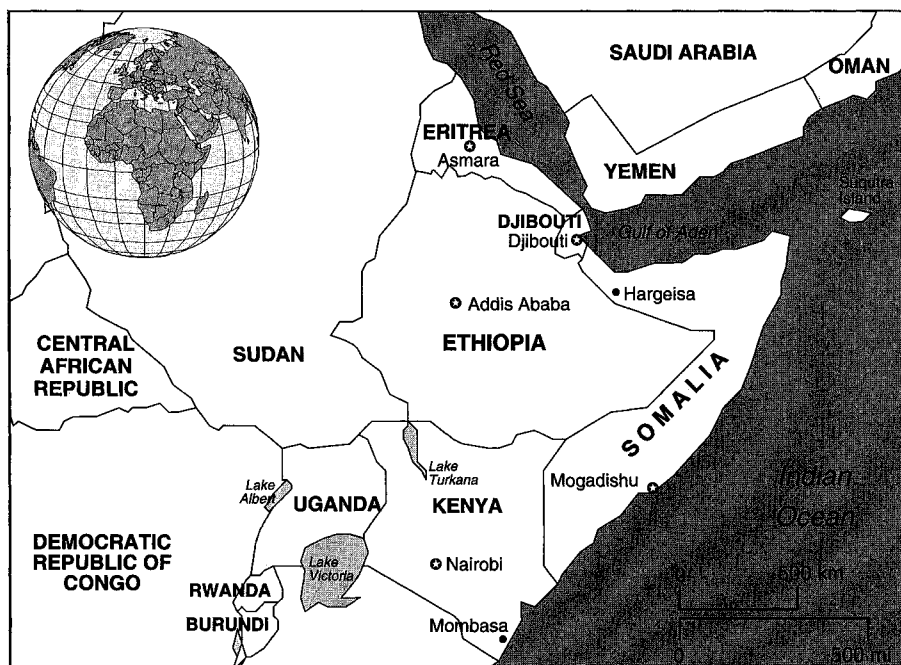 SAUDI ARABIA
OMAN
Red Sea
ERITREA
Asmara
YEMEN
Suqutra
Island
DJIBOUTI
Djibouti
Gulf of Aden
Hargeisa
Addis Ababa
ETHIOPIA
CENTRAL
AFRICAN
REPUBLIC
SUDAN
SOMALIA
Lake
Turkana
Mogadishu
Lake
Albert
UGANDA
KENYA
Indian
Ocean
DEMOCRATIC
REPUBLIC OF
CONGO
Lake
Victoria
Nairobi
RWANDA
BURUNDI
Mombasa
0 500 km
0 500 mi